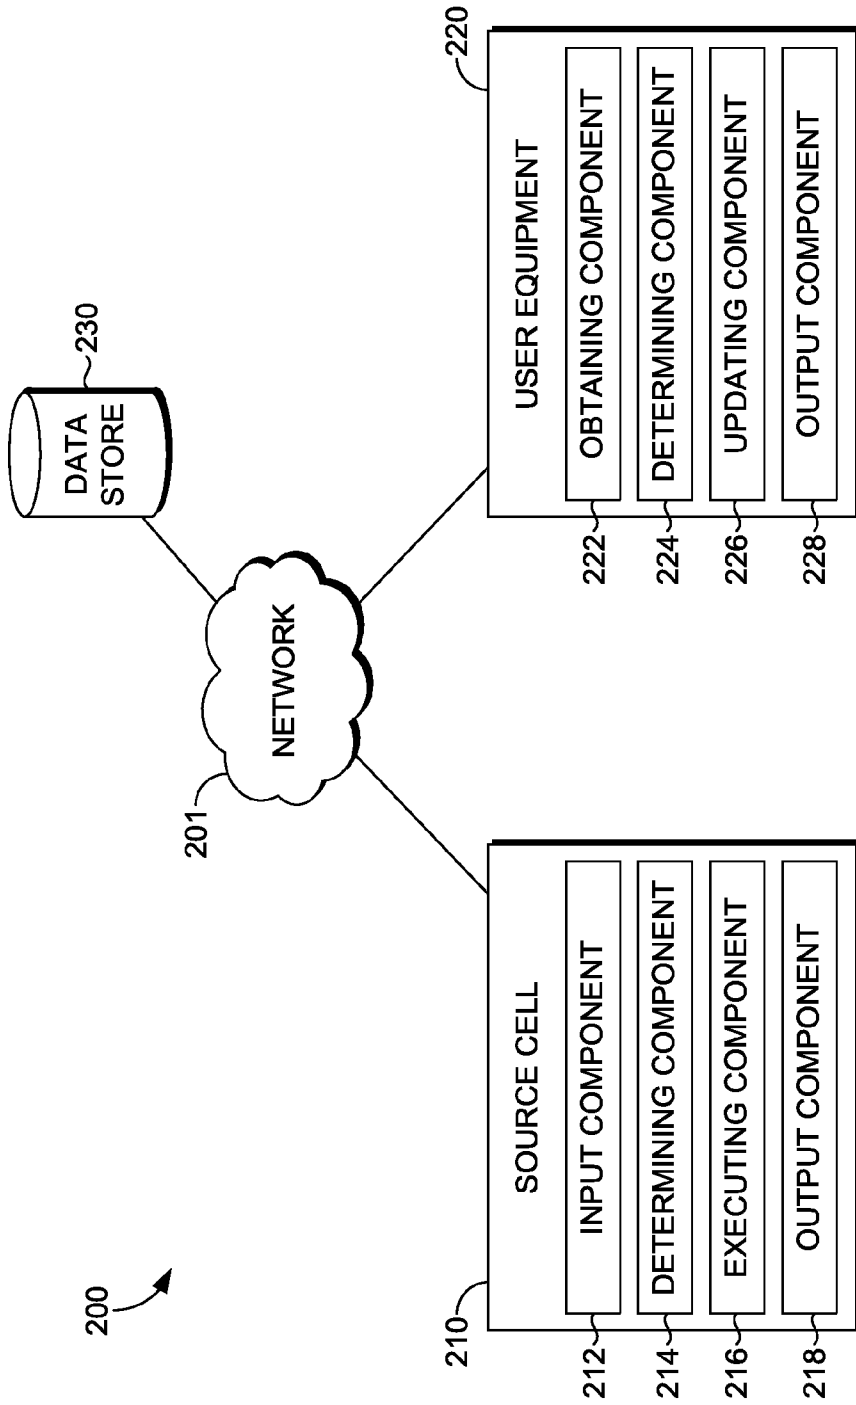 200
DATA
STORE
230
NETWORK
201
210
SOURCE CELL
212
INPUT COMPONENT
214
DETERMINING COMPONENT
216
EXECUTING COMPONENT
218
OUTPUT COMPONENT
220
USER EQUIPMENT
222
OBTAINING COMPONENT
224
DETERMINING COMPONENT
226
UPDATING COMPONENT
228
OUTPUT COMPONENT